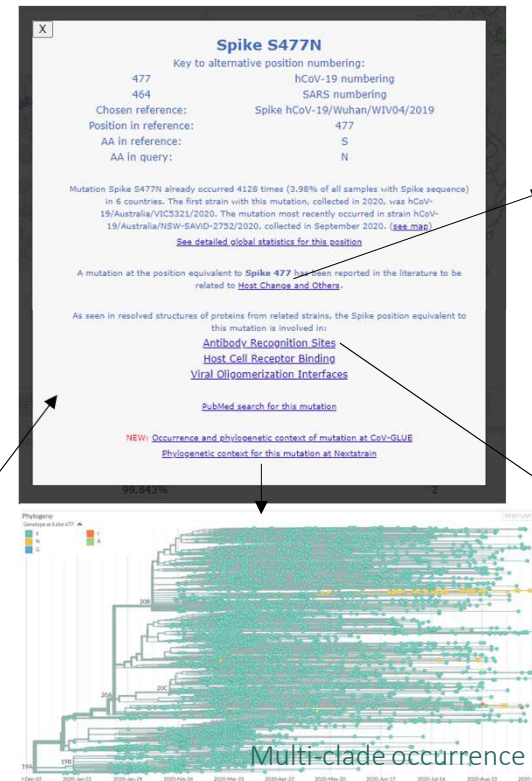 X
Spike S477N
Key to alternative position numbering:
477 hCoV-19 numbering
464 SARS numbering
Chosen reference: Spike hCoV-19/Wuhan/WIV04/2019
Position in reference: 477
AA in reference: S
AA in query: N
Mutation Spike S477N already occurred 4128 times (3.98% of all samples with Spike sequence)
in 6 countries. The first strain with this mutation, collected in 2020, was hCoV-
19/Australia/VIC5321/2020. The mutation most recently occurred in strain hCoV-
19/Australia/NSW-SAViD-2752/2020, collected in September 2020. (see map)
See detailed global statistics for this position
A mutation at the position equivalent to Spike 477 has been reported in the literature to be
related to Host Change and Others.
As seen in resolved structures of proteins from related strains, the Spike position equivalent to
this mutation is involved in:
Antibody Recognition Sites
Host Cell Receptor Binding
Viral Oligomerization Interfaces
PubMed search for this mutation
NEW: Occurrence and phylogenetic context of mutation at CoV-GLUE
Phylogenetic context for this mutation at Nextstrain
99.843% 2
Phylogeny
Genotype at S site 477
S I
N R
G
20B
20A
20C
19A
19B
Multi-clade occurrence
2020-Jan-01 2020-Jan-29 2020-Feb-26 2020-Mar-25 2020-Apr-22 2020-May-20 2020-Jun-17 2020-Jul-16 2020-Aug-13